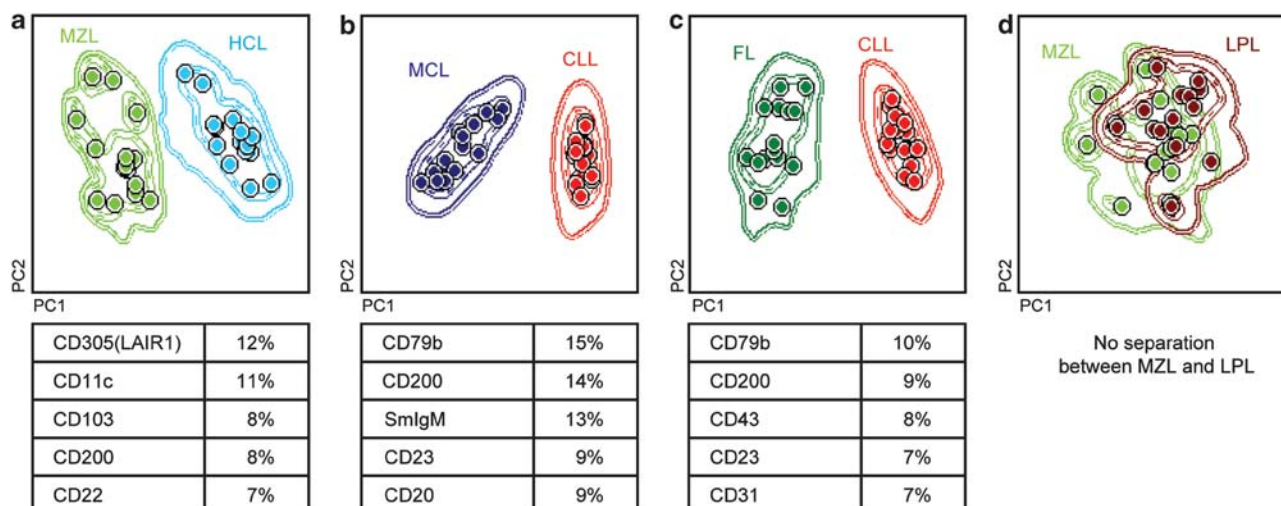 a
MZL
HCL
PC2
PC1
CD305(LAIR1) 12%
CD11c 11%
CD103 8%
CD200 8%
CD22 7%
b
MCL
CLL
PC2
PC1
CD79b 15%
CD200 14%
SmIgM 13%
CD23 9%
CD20 9%
c
FL
CLL
PC2
PC1
CD79b 10%
CD200 9%
CD43 8%
CD23 7%
CD31 7%
d
MZL
LPL
PC2
PC1
No separation
between MZL and LPL